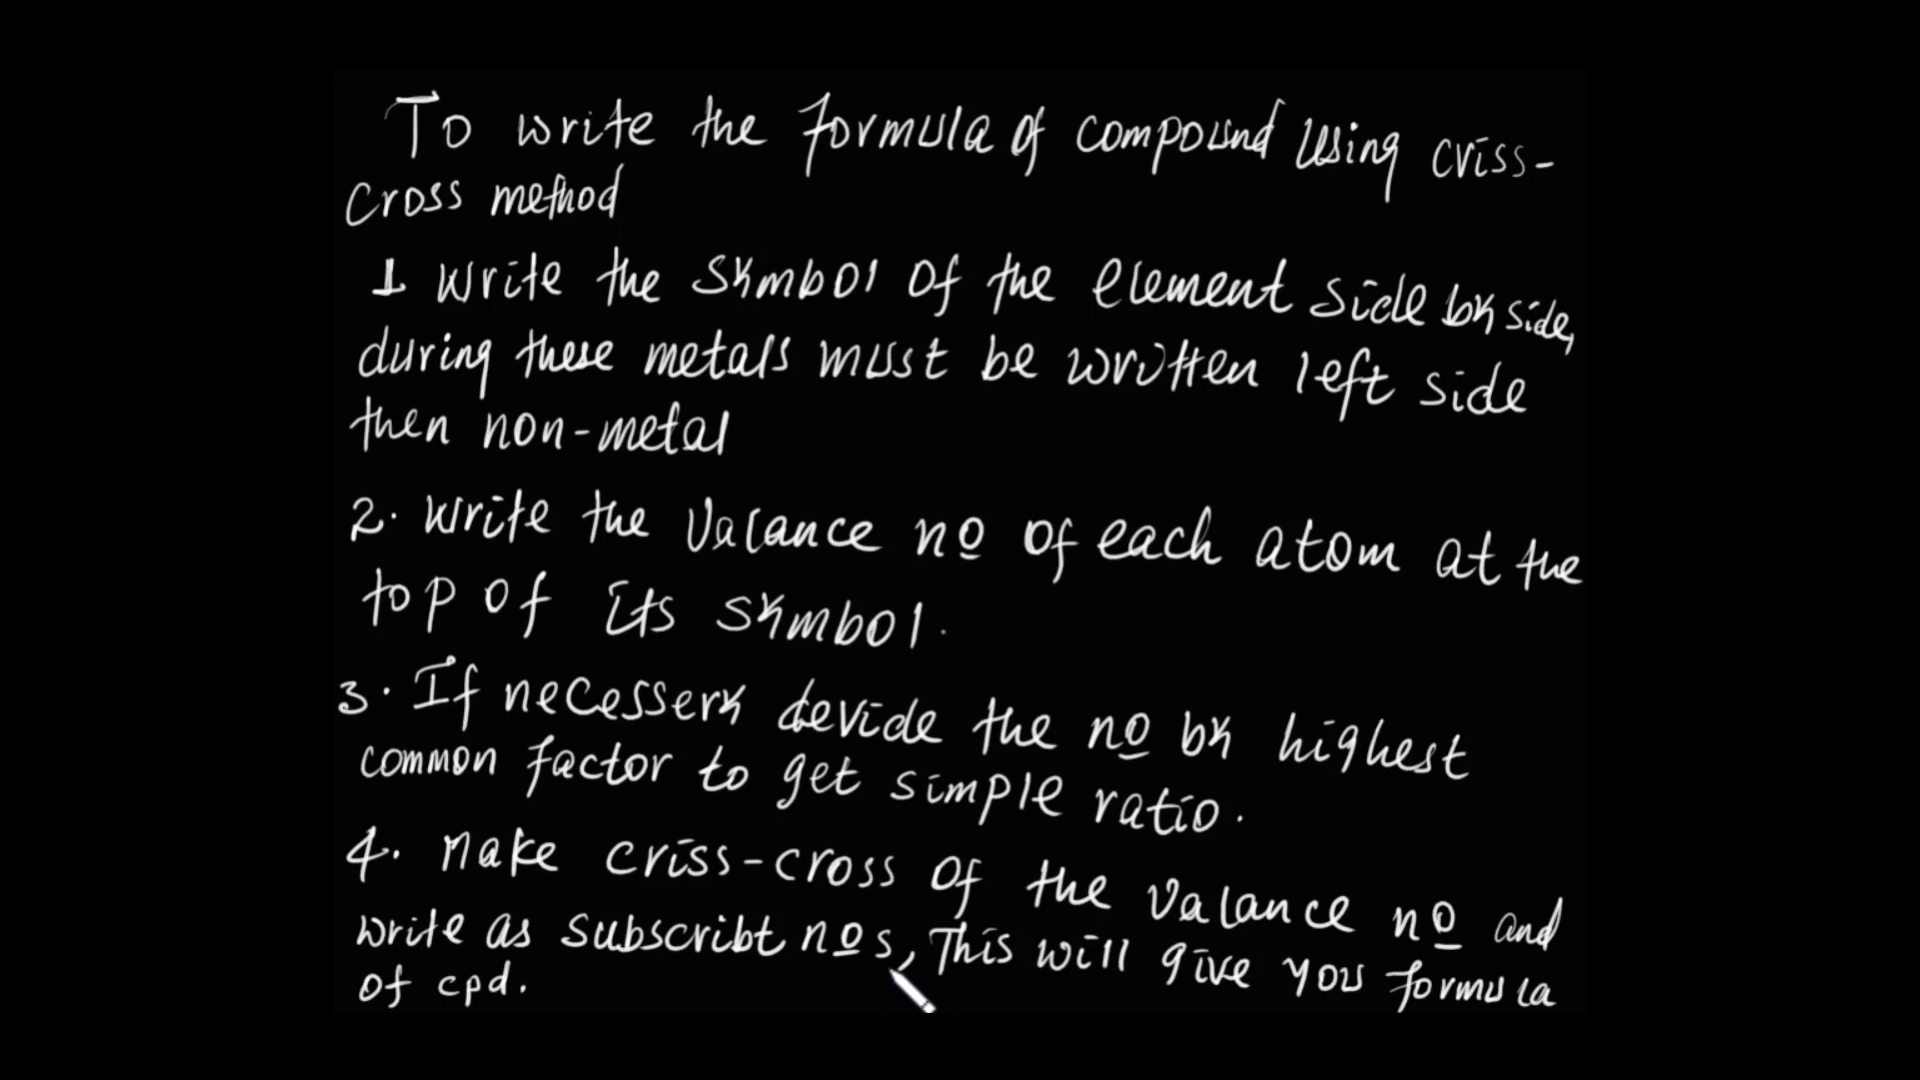 To write the formula of compound using criss-
cross method
1 write the symbol of the element side by side,
during these metals must be written left side
then non-metal
2. write the valance no of each atom at the
top of its symbol.
3. If necessery devide the no by highest
common factor to get simple ratio.
4. make criss-cross of the valance no and
write as subscribt nos, This will give you formula
of cpd.